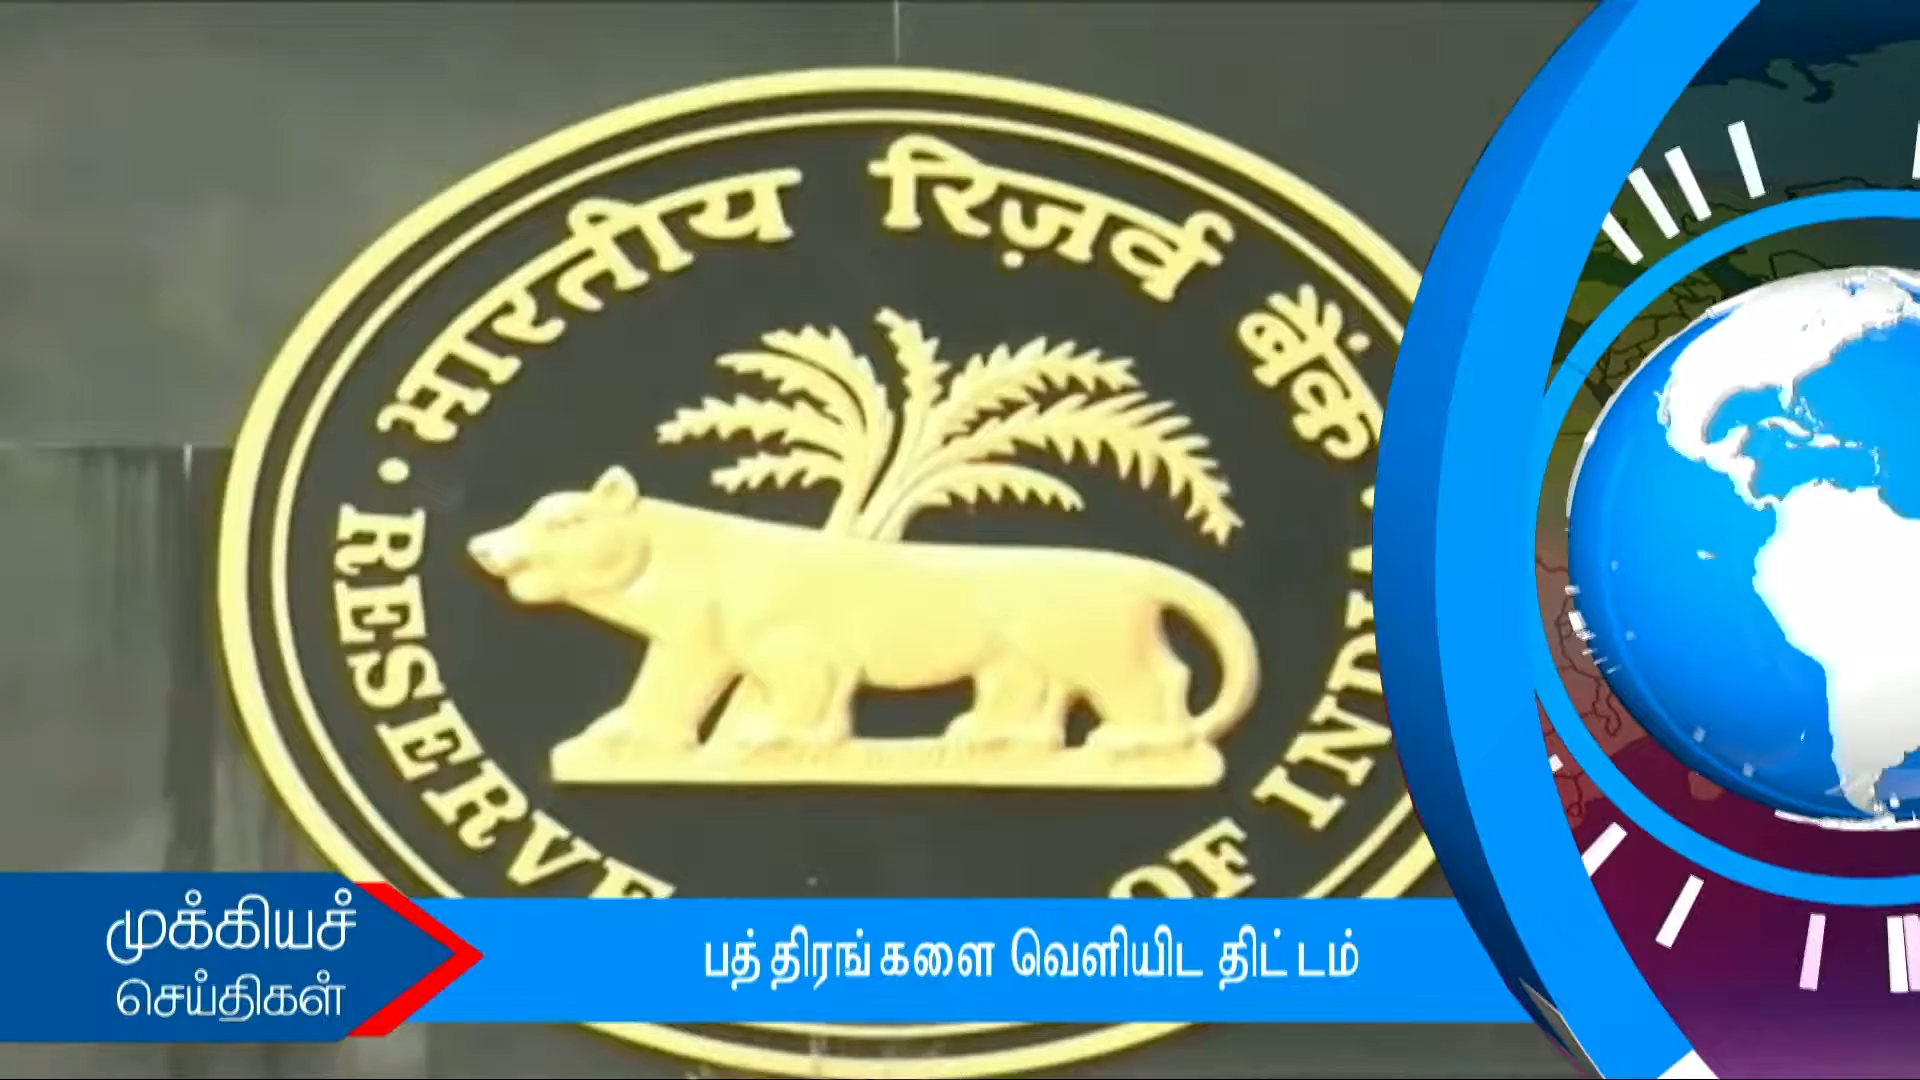 भारतीय रिज़र्व बैंक
RESERVE OF INDIA
முக்கியச்
செய்திகள்
பத்திரங்களை வெளியிட திட்டம்